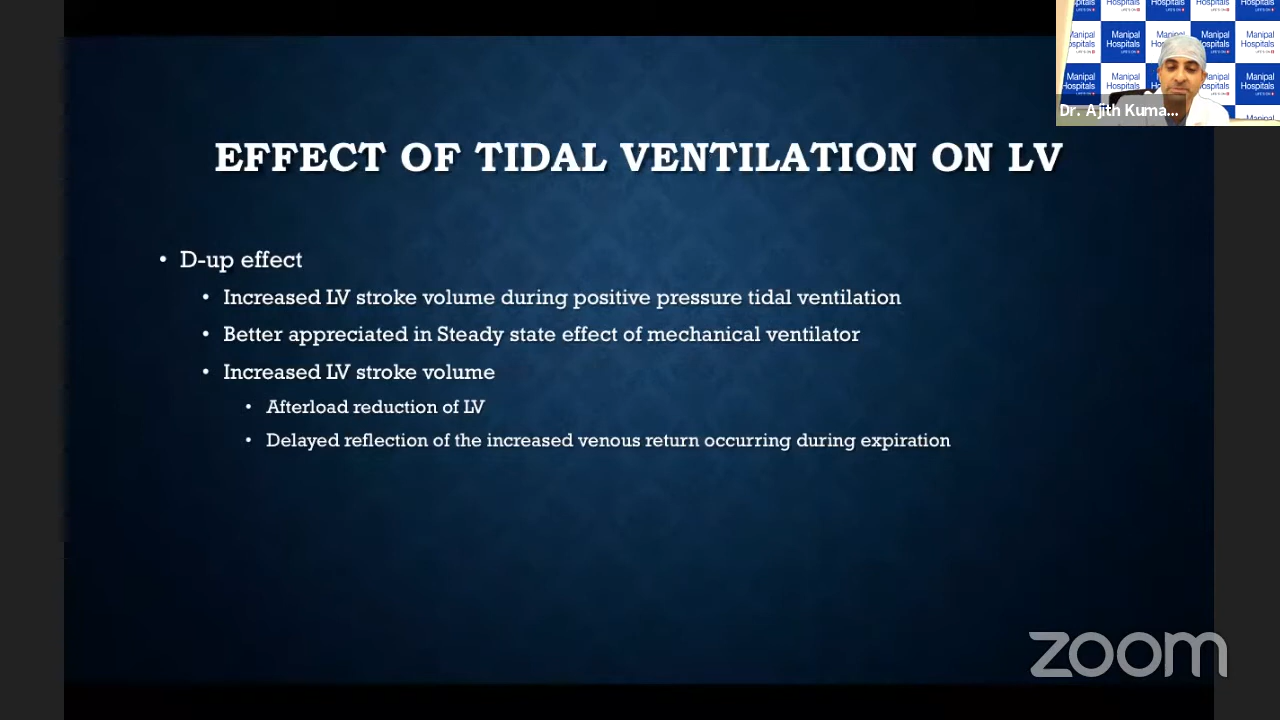 Manipal Hospitals
LIFE'S ON
Dr. Ajith Kuma...
EFFECT OF TIDAL VENTILATION ON LV
• D-up effect
• Increased LV stroke volume during positive pressure tidal ventilation
• Better appreciated in Steady state effect of mechanical ventilator
• Increased LV stroke volume
• Afterload reduction of LV
• Delayed reflection of the increased venous return occurring during expiration
zoom